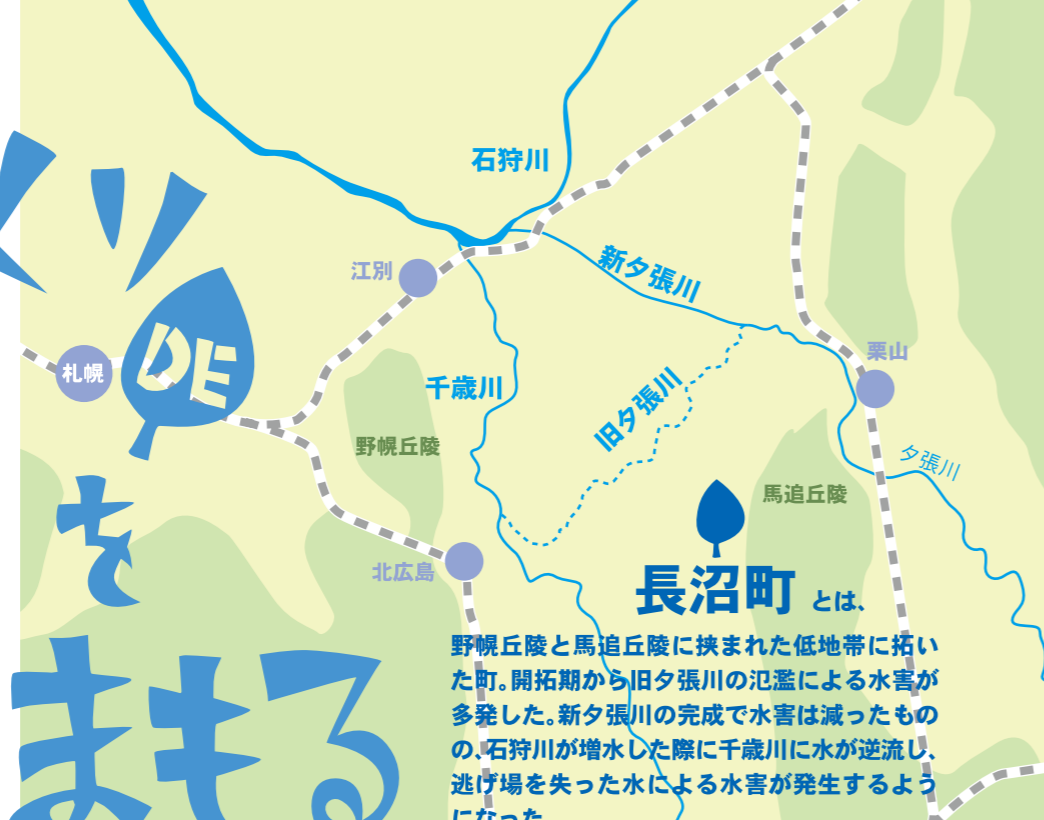 石狩川
新夕張川
江別
栗山
札幌
DE
千歳川
旧夕張川
野幌丘陵
夕張川
馬追丘陵
を
北広島
長沼町 とは、
まもる
野幌丘陵と馬追丘陵に挟まれた低地帯に拓い
た町。開拓期から旧夕張川の氾濫による水害が
多発した。新夕張川の完成で水害は減ったもの
の、石狩川が増水した際に千歳川に水が逆流し、
逃げ場を失った水による水害が発生するよう
になった